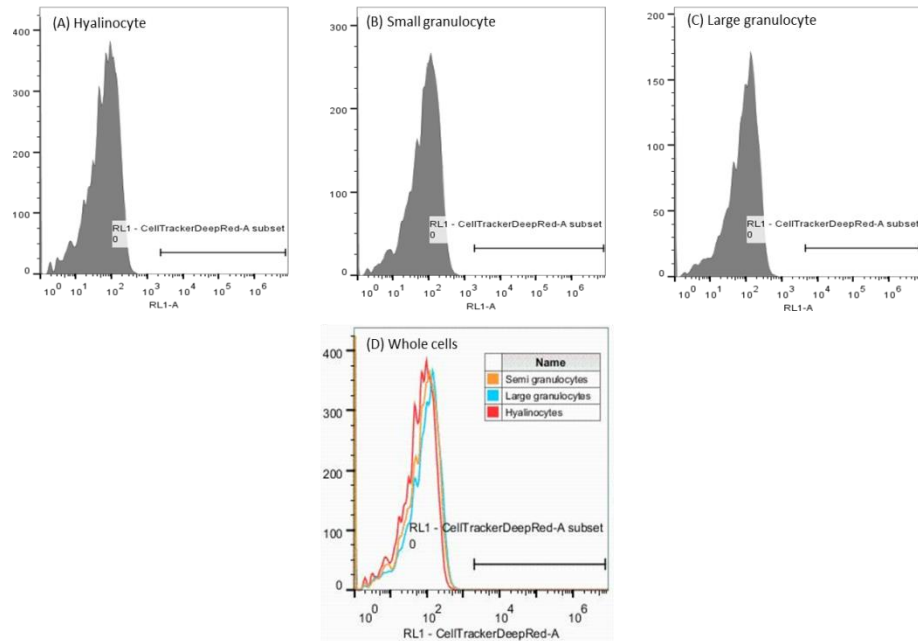 (A) Hyalinocyte
400
300
200
100
0
RL1 - CellTrackerDeepRed-A subset
0
10^0 10^1 10^2 10^3 10^4 10^5 10^6
RL1-A
(B) Small granulocyte
300
200
100
0
RL1 - CellTrackerDeepRed-A subset
0
10^0 10^1 10^2 10^3 10^4 10^5 10^6
RL1-A
(C) Large granulocyte
200
150
100
50
0
RL1 - CellTrackerDeepRed-A subset
0
10^0 10^1 10^2 10^3 10^4 10^5 10^6
RL1-A
(D) Whole cells
Name
Semi granulocytes
Large granulocytes
Hyalinocytes
400
300
200
100
0
RL1 - CellTrackerDeepRed-A subset
0
10^0 10^2 10^4 10^6
RL1 - CellTrackerDeepRed-A